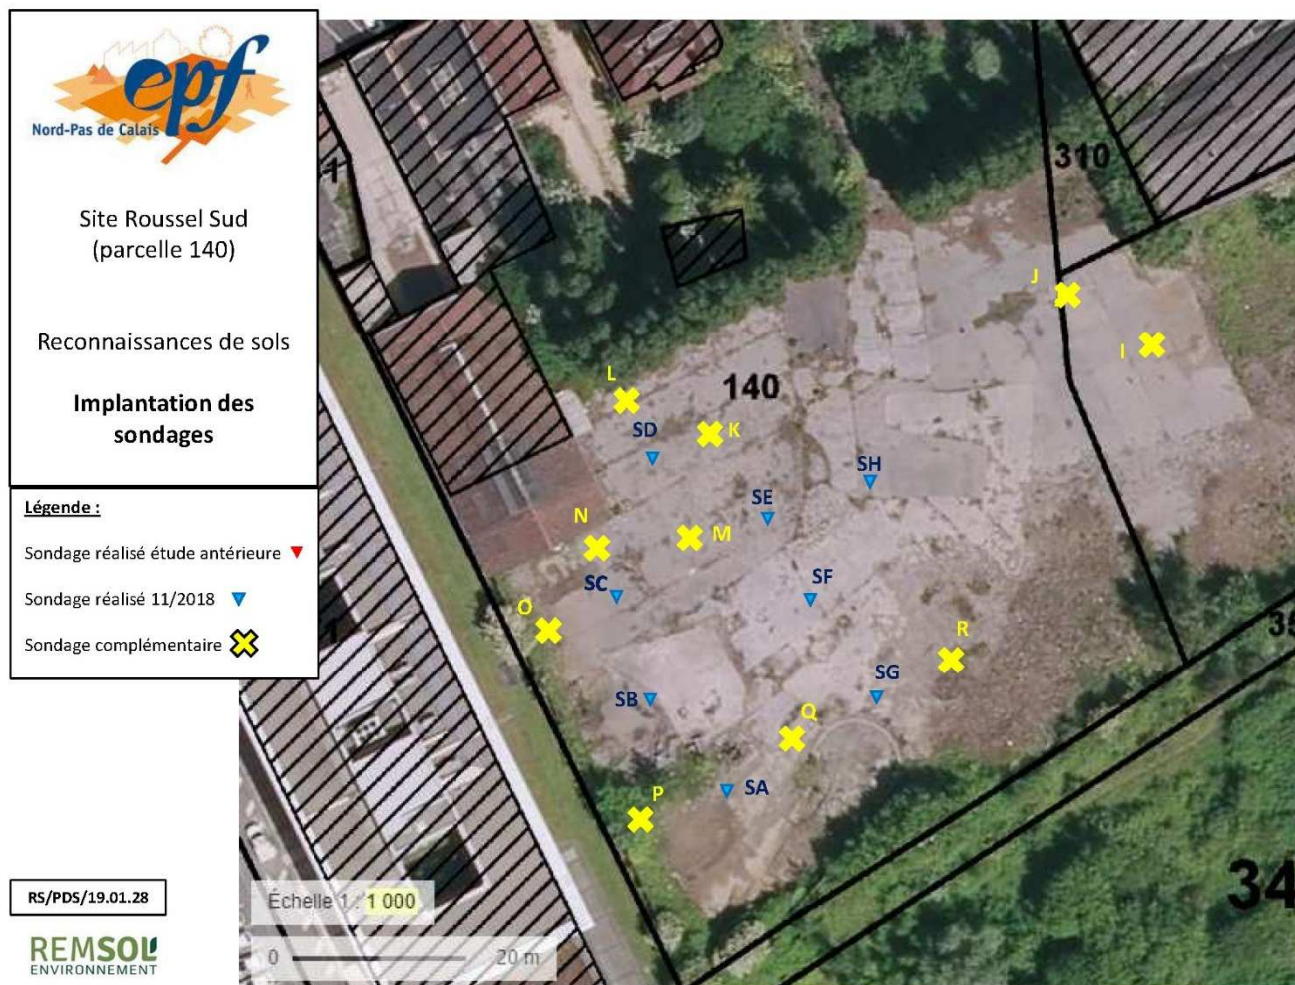 epf
Nord-Pas de Calais
Site Roussel Sud
(parcelle 140)
Reconnaissances de sols
Implantation des
sondages
Légende :
Sondage réalisé étude antérieure
Sondage réalisé 11/2018
Sondage complémentaire
RS/PDS/19.01.28
REMSOL
ENVIRONNEMENT
310
J
I
L
140
K
SD
SH
SE
N
M
SC
SF
O
R
35
SG
SB
Q
SA
P
34
Échelle 1 : 1 000
0 20 m